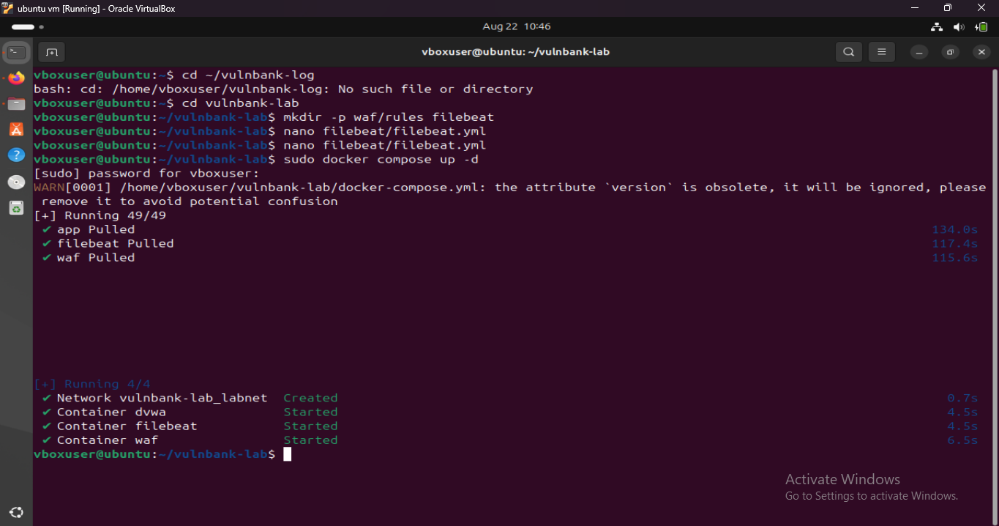 ubuntu vm [Running] - Oracle VirtualBox
Aug 22 10:46
vboxuser@ubuntu: ~/vulnbank-lab
vboxuser@ubuntu:~$ cd ~/vulnbank-log
bash: cd: /home/vboxuser/vulnbank-log: No such file or directory
vboxuser@ubuntu:~$ cd vulnbank-lab
vboxuser@ubuntu:~/vulnbank-lab$ mkdir -p waf/rules filebeat
vboxuser@ubuntu:~/vulnbank-lab$ nano filebeat/filebeat.yml
vboxuser@ubuntu:~/vulnbank-lab$ nano filebeat/filebeat.yml
vboxuser@ubuntu:~/vulnbank-lab$ sudo docker compose up -d
[sudo] password for vboxuser:
WARN[0001] /home/vboxuser/vulnbank-lab/docker-compose.yml: the attribute `version` is obsolete, it will be ignored, please
remove it to avoid potential confusion
[+] Running 49/49
✔ app Pulled 134.0s
✔ filebeat Pulled 117.4s
✔ waf Pulled 115.6s
[+] Running 4/4
✔ Network vulnbank-lab_labnet Created 0.7s
✔ Container dvwa Started 4.5s
✔ Container filebeat Started 4.5s
✔ Container waf Started 6.5s
vboxuser@ubuntu:~/vulnbank-lab$
Activate Windows
Go to Settings to activate Windows.